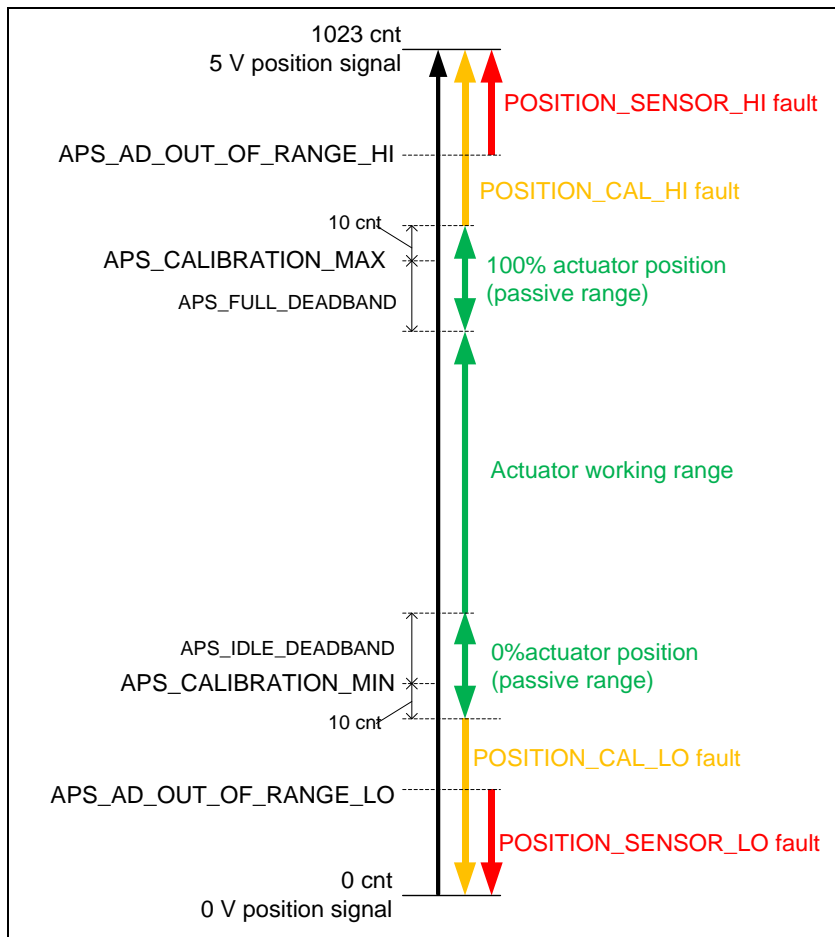 1023 cnt
5 V position signal
POSITION_SENSOR_HI fault
APS_AD_OUT_OF_RANGE_HI
POSITION_CAL_HI fault
10 cnt
APS_CALIBRATION_MAX
100% actuator position
(passive range)
APS_FULL_DEADBAND
Actuator working range
APS_IDLE_DEADBAND
0%actuator position
(passive range)
APS_CALIBRATION_MIN
10 cnt
POSITION_CAL_LO fault
APS_AD_OUT_OF_RANGE_LO
POSITION_SENSOR_LO fault
0 cnt
0 V position signal